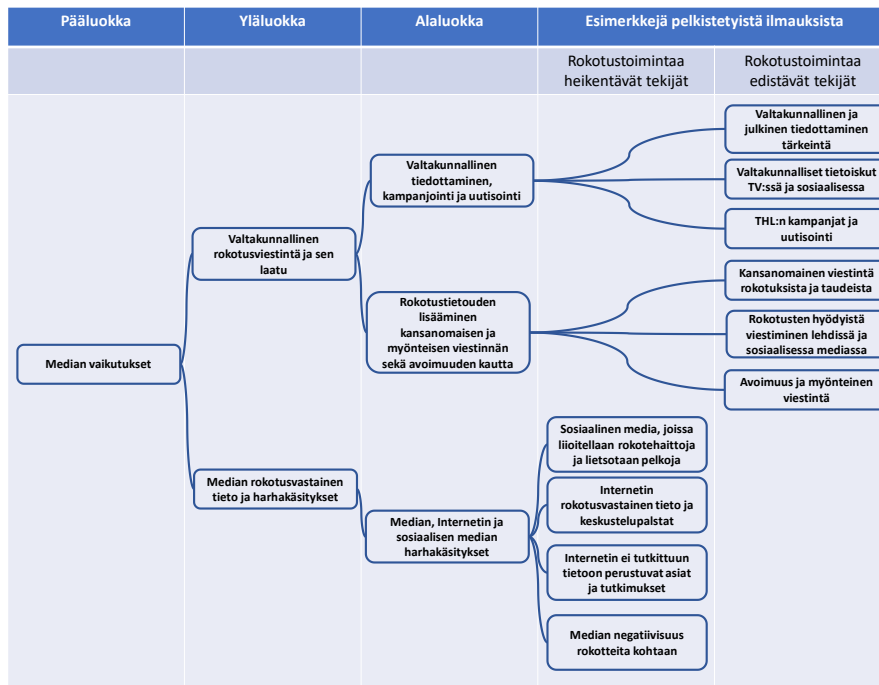 Pääluokka
Yläluokka
Alaluokka
Esimerkkejä pelkistetyistä ilmauksista
Rokotustoimintaa
heikentävät tekijät
Rokotustoimintaa
edistävät tekijät
Median vaikutukset
Valtakunnallinen
rokotusviestintä ja sen
laatu
Median rokotusvastainen
tieto ja harhakäsitykset
Valtakunnallinen
tiedottaminen,
kampanjointi ja uutisointi
Rokotustietouden
lisääminen
kansanomaisen ja
myönteisen viestinnän
sekä avoimuuden kautta
Median, Internetin ja
sosiaalisen median
harhakäsitykset
Valtakunnallinen ja
julkinen tiedottaminen
tärkeintä
Valtakunnalliset tietoiskut
TV:ssä ja sosiaalisessa
THL:n kampanjat ja
uutisointi
Kansanomainen viestintä
rokotuksista ja taudeista
Rokotusten hyödyistä
viestiminen lehdissä ja
sosiaalisessa mediassa
Avoimuus ja myönteinen
viestintä
Sosiaalinen media, joissa
liioitellaan rokotehaittoja
ja lietsotaan pelkoja
Internetin
rokotusvastainen tieto ja
keskustelupalstat
Internetin ei tutkittuun
tietoon perustuvat asiat
ja tutkimukset
Median negatiivisuus
rokotteita kohtaan